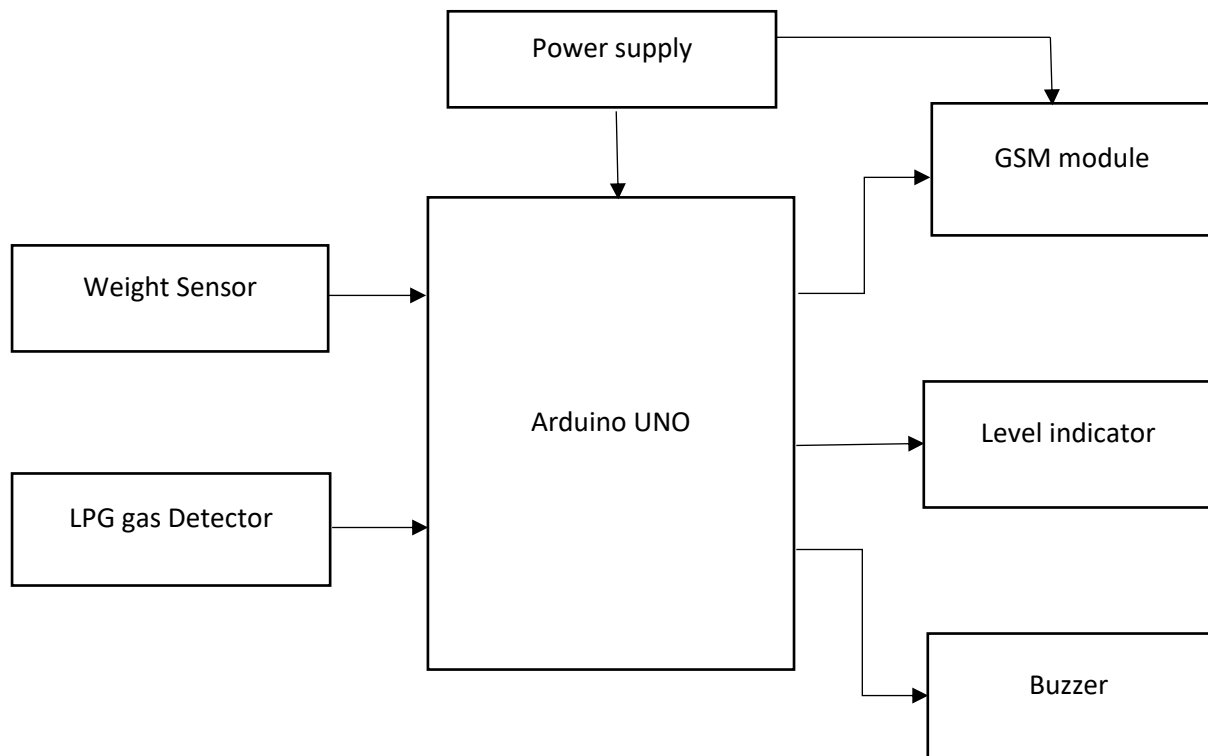 Power supply
GSM module
Weight Sensor
Arduino UNO
Level indicator
LPG gas Detector
Buzzer